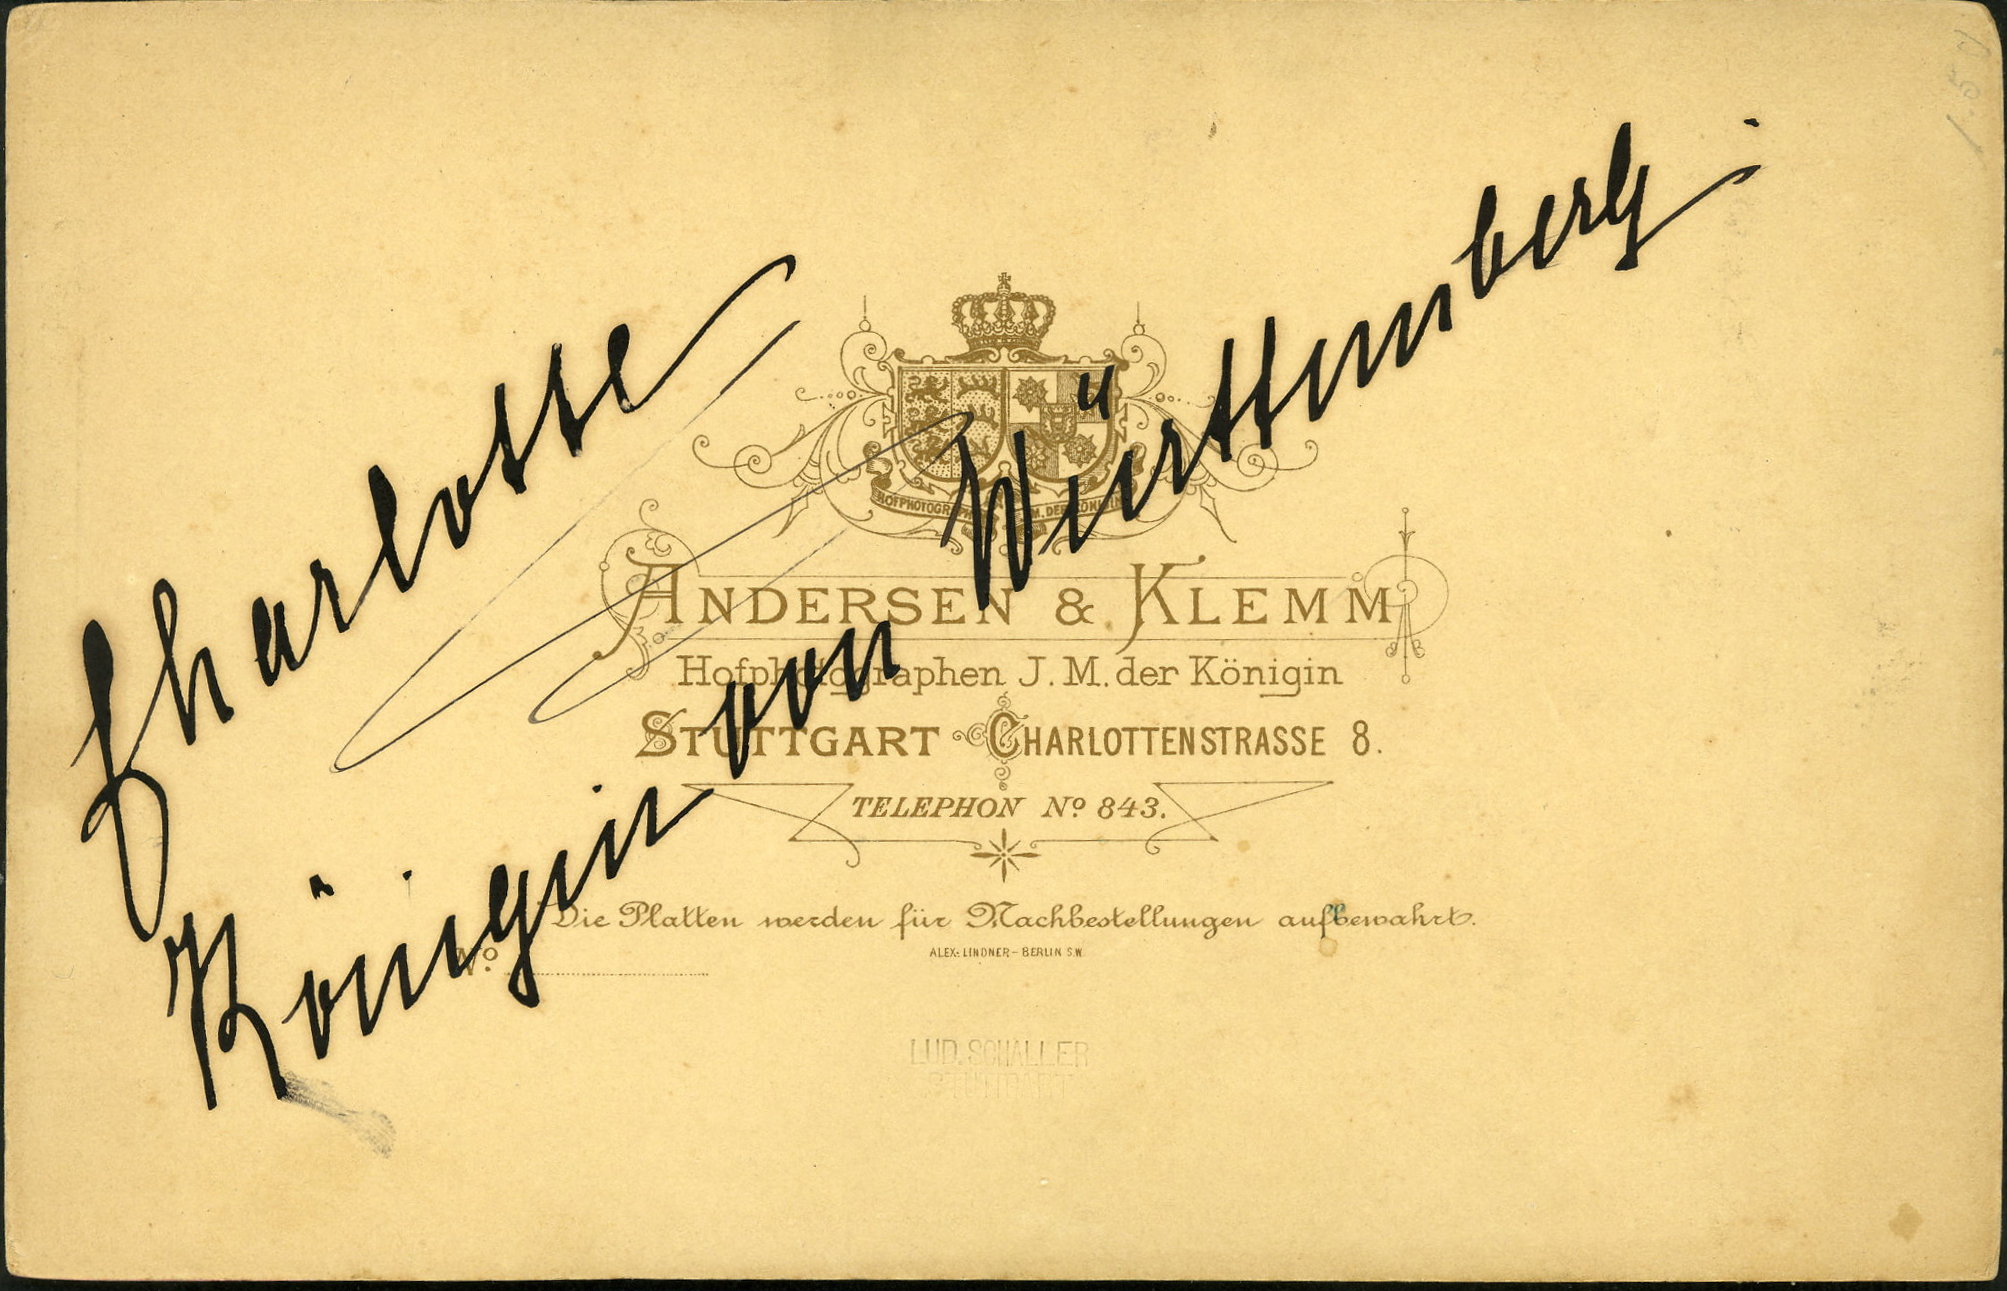 Charlotte
Königin von Württemberg.
HOFPHOTOGRAPHEN J.M. DER KÖNIGIN
ANDERSEN & KLEMM
Hofphotographen J. M. der Königin
STUTTGART CHARLOTTENSTRASSE 8.
TELEPHON Nº 843.
Die Platten werden für Nachbestellungen aufbewahrt.
Nº
ALEX. LINDNER – BERLIN S.W.
LUD. SCHALLER
STUTTGART